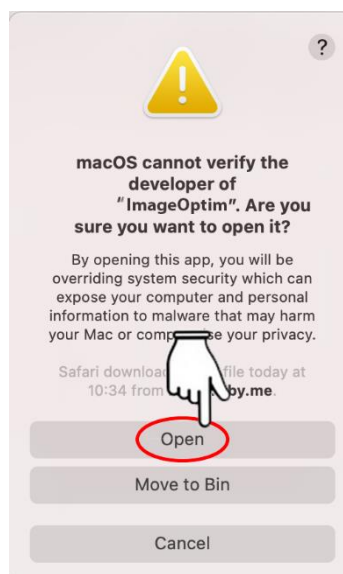 ?
macOS cannot verify the
developer of
"ImageOptim". Are you
sure you want to open it?
By opening this app, you will be
overriding system security which can
expose your computer and personal
information to malware that may harm
your Mac or your privacy.
Safari file today at
10:34 from by.me.
Open
Move to Bin
Cancel